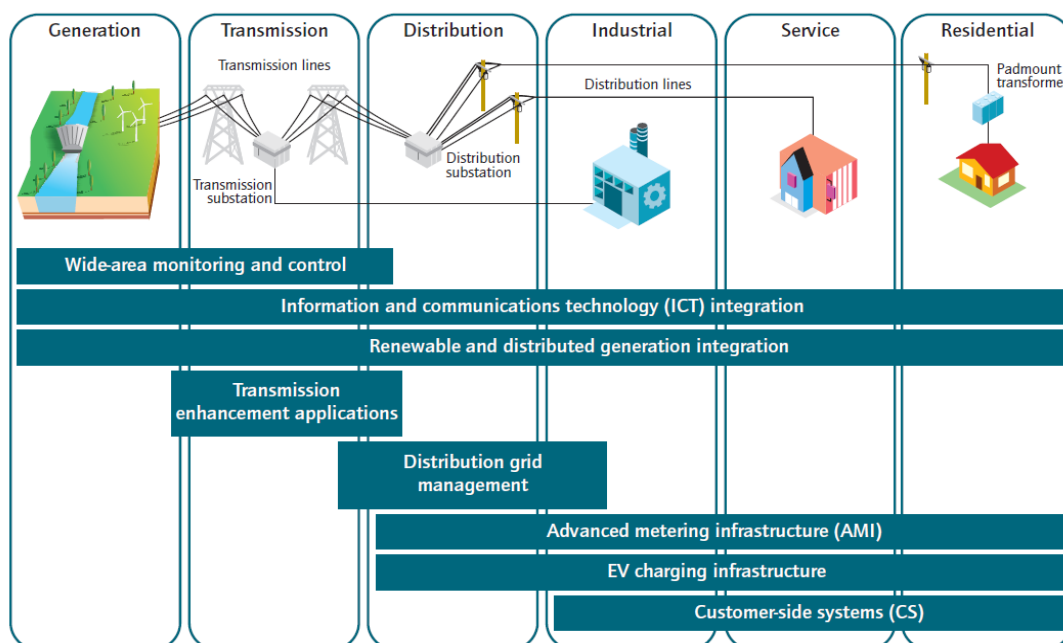 Generation
Transmission
Distribution
Industrial
Service
Residential
Transmission lines
Distribution lines
Padmount
transforme
Transmission
substation
Distribution
substation
Wide-area monitoring and control
Information and communications technology (ICT) integration
Renewable and distributed generation integration
Transmission
enhancement applications
Distribution grid
management
Advanced metering infrastructure (AMI)
EV charging infrastructure
Customer-side systems (CS)